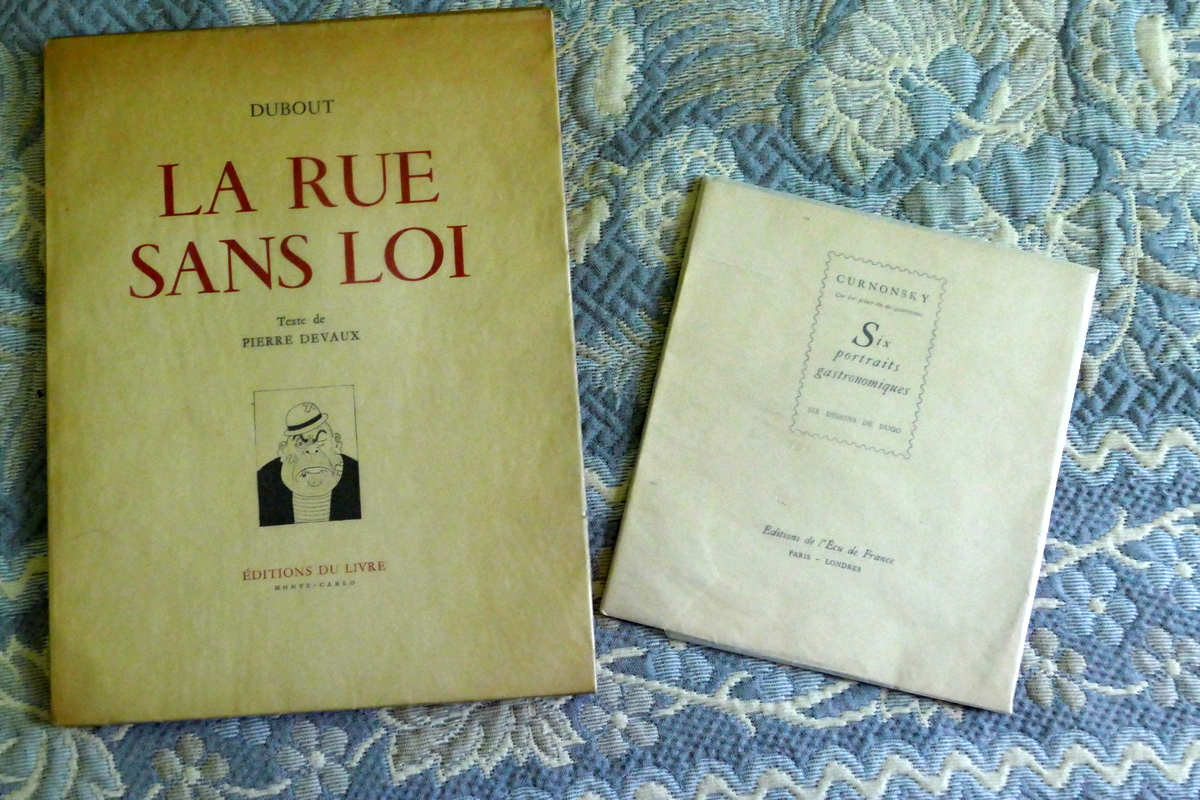 DUBOUT
LA RUE
SANS LOI
Texte de
PIERRE DEVAUX
ÉDITIONS DU LIVRE
MONTE-CARLO
CURNONSKY
Six
portraits
gastronomiques
SIX DESSINS DE DUGO
Editions de l'Écu de France
PARIS - LONDRES